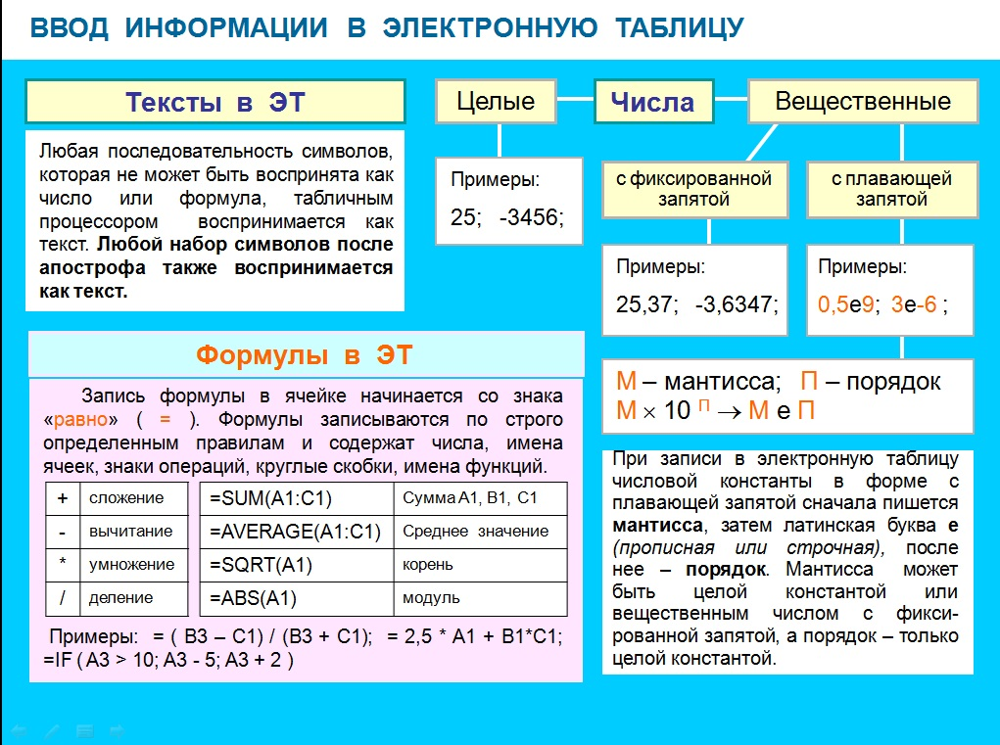 ВВОД ИНФОРМАЦИИ В ЭЛЕКТРОННУЮ ТАБЛИЦУ
Тексты в ЭТ
Любая последовательность символов,
которая не может быть воспринята как
число или формула, табличным
процессором воспринимается как
текст. Любой набор символов после
апострофа также воспринимается
как текст.
Целые
Числа
Вещественные
Примеры:
25; -3456;
с фиксированной
запятой
с плавающей
запятой
Примеры:
25,37; -3,6347;
Примеры:
0,5е9; 3е-6 ;
М – мантисса; П – порядок
М × 10 П → М е П
При записи в электронную таблицу
числовой константы в форме с
плавающей запятой сначала пишется
мантисса, затем латинская буква е
(прописная или строчная), после
нее – порядок. Мантисса может
быть целой константой или
вещественным числом с фикси-
рованной запятой, а порядок – только
целой константой.
Формулы в ЭТ
Запись формулы в ячейке начинается со знака
«равно» ( = ). Формулы записываются по строго
определенным правилам и содержат числа, имена
ячеек, знаки операций, круглые скобки, имена функций.
+ сложение
- вычитание
* умножение
/ деление
=SUM(A1:C1) Сумма А1, В1, С1
=AVERAGE(A1:C1) Среднее значение
=SQRT(A1) корень
=ABS(A1) модуль
Примеры: = ( B3 – C1) / (B3 + C1); = 2,5 * A1 + B1*C1;
=IF ( A3 > 10; A3 - 5; A3 + 2 )